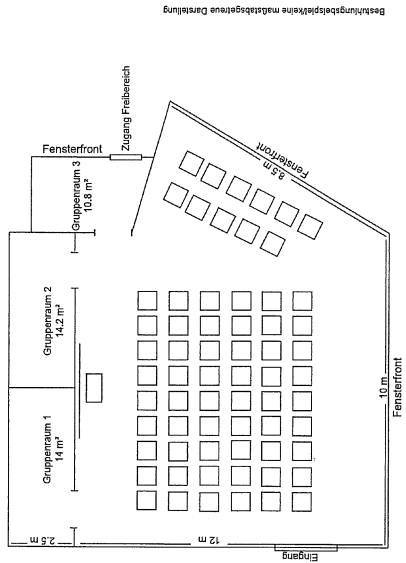 Bestuhlungsbeispiel/keine maßstabsgetreue Darstellung
Zugang Freibereich
Fensterfront
Gruppenraum 3
10.8 m²
Fensterfront
8.5 m
Gruppenraum 2
14.2 m²
Gruppenraum 1
14 m²
10 m
Fensterfront
2.5 m
12 m
Eingang